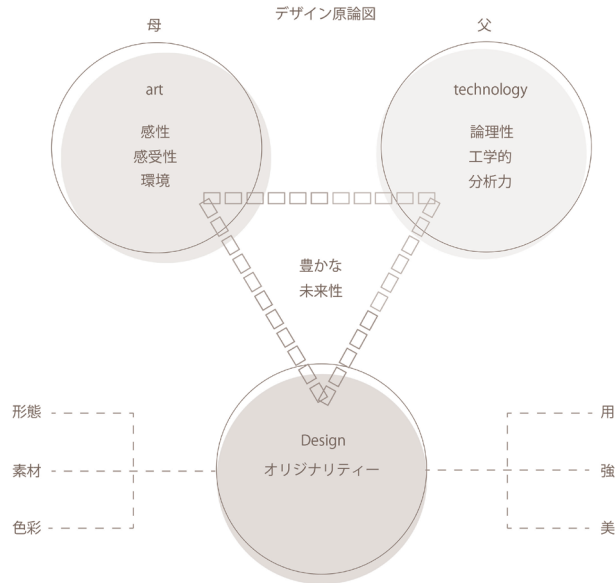 デザイン原論図
母
父
art
感性
感受性
環境
technology
論理性
工学的
分析力
豊かな
未来性
Design
オリジナリティー
形態
素材
色彩
用
強
美